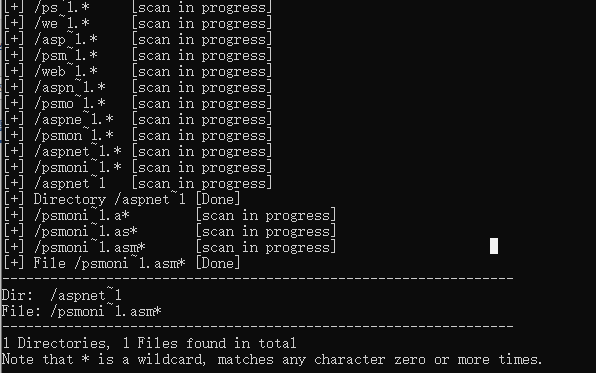 [+] /ps~1.* [scan in progress]
[+] /we~1.* [scan in progress]
[+] /asp~1.* [scan in progress]
[+] /psm~1.* [scan in progress]
[+] /web~1.* [scan in progress]
[+] /aspn~1.* [scan in progress]
[+] /psmo~1.* [scan in progress]
[+] /aspne~1.* [scan in progress]
[+] /psmon~1.* [scan in progress]
[+] /aspnet~1.* [scan in progress]
[+] /psmoni~1.* [scan in progress]
[+] /aspnet~1 [scan in progress]
[+] Directory /aspnet~1 [Done]
[+] /psmoni~1.a* [scan in progress]
[+] /psmoni~1.as* [scan in progress]
[+] /psmoni~1.asm* [scan in progress]
[+] File /psmoni~1.asm* [Done]
----------------------------------------------------------------
Dir: /aspnet~1
File: /psmoni~1.asm*
----------------------------------------------------------------
1 Directories, 1 Files found in total
Note that * is a wildcard, matches any character zero or more times.